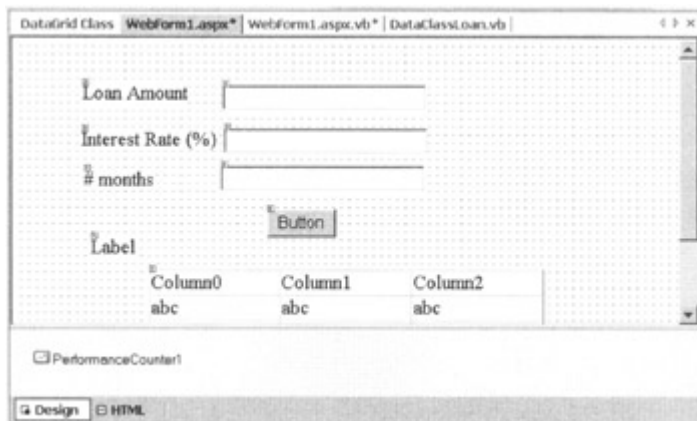 DataGrid Class WebForm1.aspx* WebForm1.aspx.vb* DataClassLoan.vb
Loan Amount
Interest Rate (%)
# months
Button
Label
Column0 Column1 Column2
abc abc abc
PerformanceCounter1
Design HTML